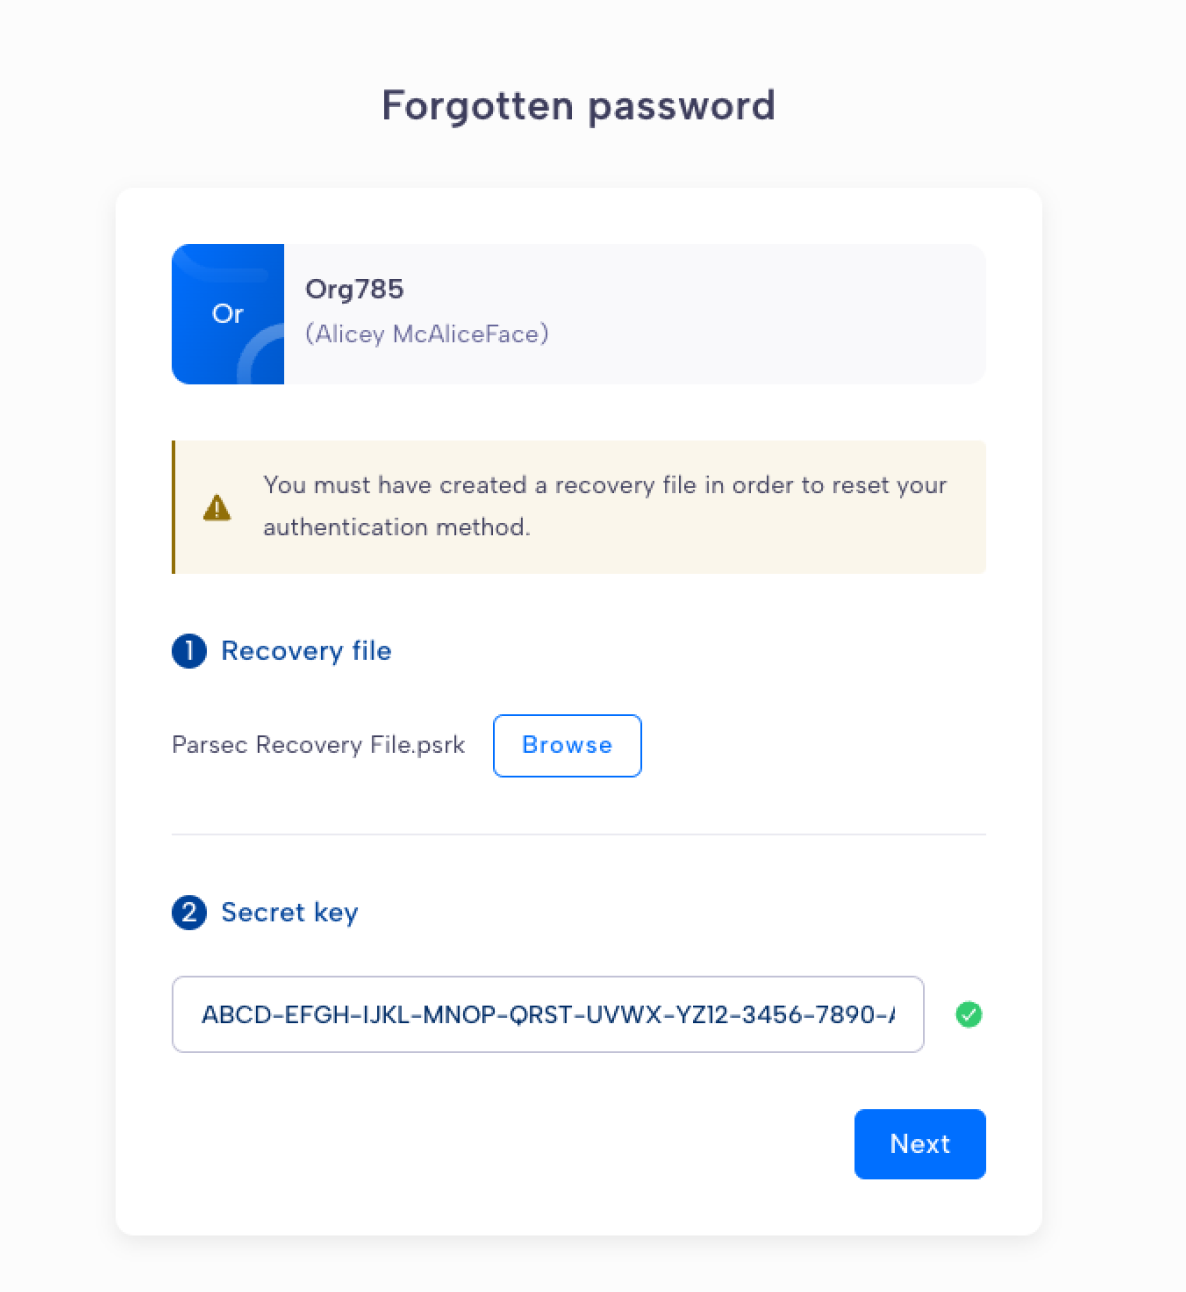 Forgotten password
Or
Org785
(Alicey McAliceFace)
You must have created a recovery file in order to reset your
authentication method.
1 Recovery file
Parsec Recovery File.psrk
Browse
2 Secret key
ABCD-EFGH-IJKL-MNOP-QRST-UVWX-YZ12-3456-7890-A
Next